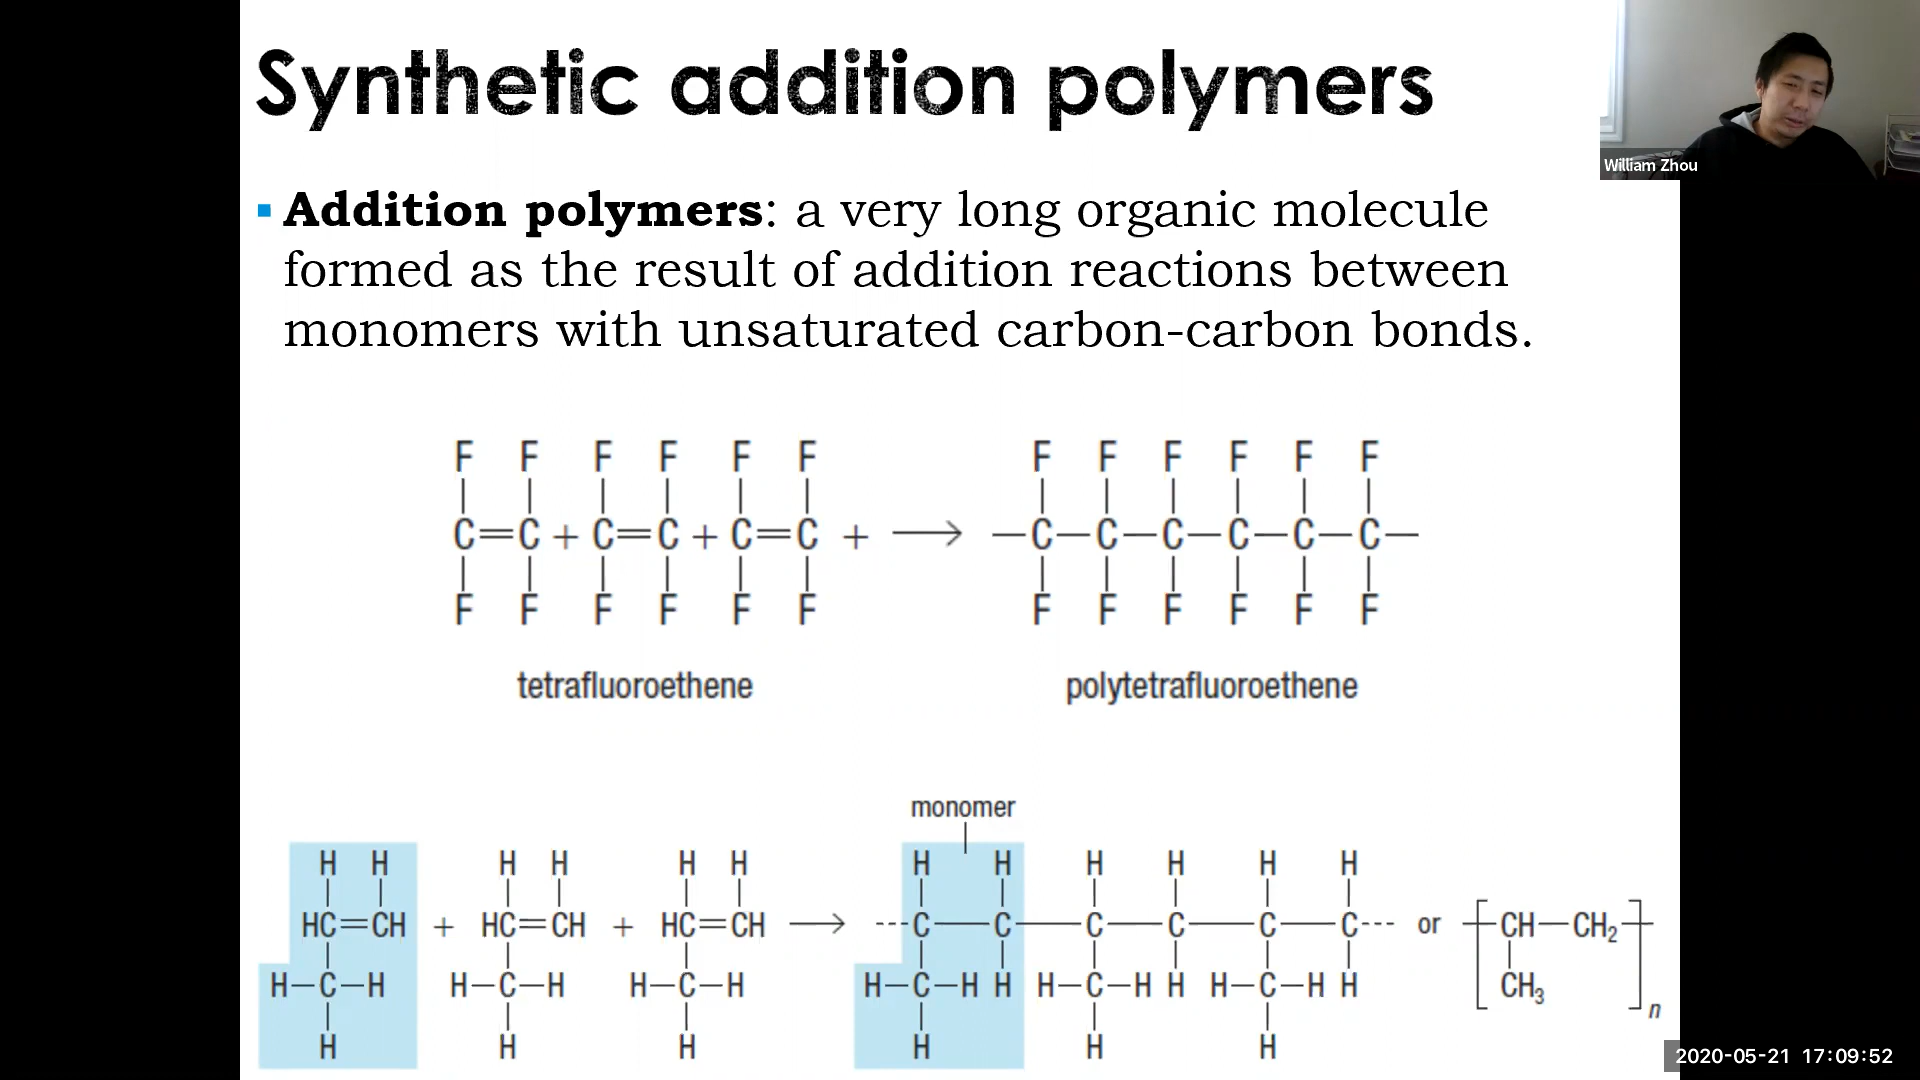 Synthetic addition polymers
William Zhou
▪ Addition polymers: a very long organic molecule
formed as the result of addition reactions between
monomers with unsaturated carbon-carbon bonds.
F F F F F F F F F F F F
C=C + C=C + C=C + → —C—C—C—C—C—C—
F F F F F F F F F F F F
tetrafluoroethene polytetrafluoroethene
monomer
H H H H H H H H H H H H
HC=CH + HC=CH + HC=CH → ---C—C—C—C—C—C--- or [CH—CH₂]
H—C—H H—C—H H—C—H H—C—H H H—C—H H H—C—H H CH₃
n
H H H H H H
2020-05-21 17:09:52